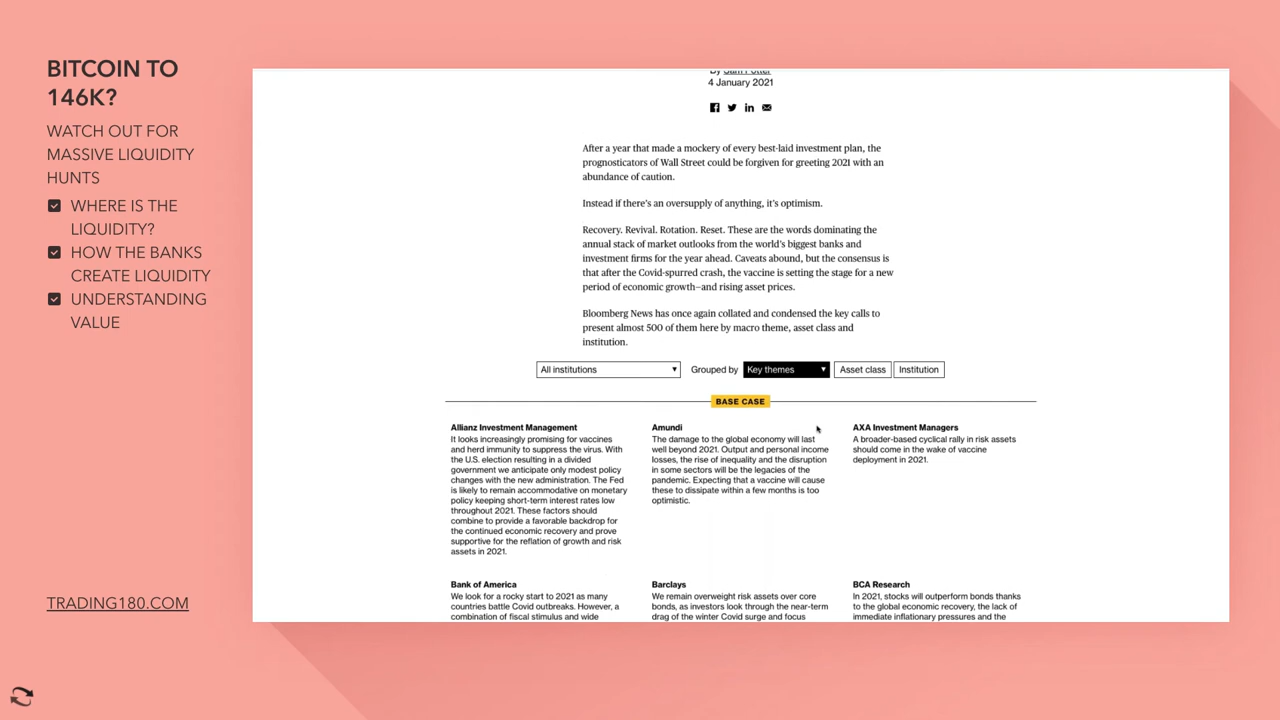 BITCOIN TO
146K?
WATCH OUT FOR
MASSIVE LIQUIDITY
HUNTS
WHERE IS THE
LIQUIDITY?
HOW THE BANKS
CREATE LIQUIDITY
UNDERSTANDING
VALUE
TRADING180.COM
By Sam Potter
4 January 2021
After a year that made a mockery of every best-laid investment plan, the
prognosticators of Wall Street could be forgiven for greeting 2021 with an
abundance of caution.
Instead if there's an oversupply of anything, it's optimism.
Recovery. Revival. Rotation. Reset. These are the words dominating the
annual stack of market outlooks from the world's biggest banks and
investment firms for the year ahead. Caveats abound, but the consensus is
that after the Covid-spurred crash, the vaccine is setting the stage for a new
period of economic growth—and rising asset prices.
Bloomberg News has once again collated and condensed the key calls to
present almost 500 of them here by macro theme, asset class and
institution.
All institutions Grouped by Key themes Asset class Institution
BASE CASE
Allianz Investment Management
It looks increasingly promising for vaccines
and herd immunity to suppress the virus. With
the U.S. election resulting in a divided
government we anticipate only modest policy
changes with the new administration. The Fed
is likely to remain accommodative on monetary
policy keeping short-term interest rates low
throughout 2021. These factors should
combine to provide a favorable backdrop for
the continued economic recovery and prove
supportive for the reflation of growth and risk
assets in 2021.
Amundi
The damage to the global economy will last
well beyond 2021. Output and personal income
losses, the rise of inequality and the disruption
in some sectors will be the legacies of the
pandemic. Expecting that a vaccine will cause
these to dissipate within a few months is too
optimistic.
AXA Investment Managers
A broader-based cyclical rally in risk assets
should come in the wake of vaccine
deployment in 2021.
Bank of America
We look for a rocky start to 2021 as many
countries battle Covid outbreaks. However, a
combination of fiscal stimulus and wide
Barclays
We remain overweight risk assets over core
bonds, as investors look through the near-term
drag of the winter Covid surge and focus
BCA Research
In 2021, stocks will outperform bonds thanks
to the global economic recovery, the lack of
immediate inflationary pressures and the